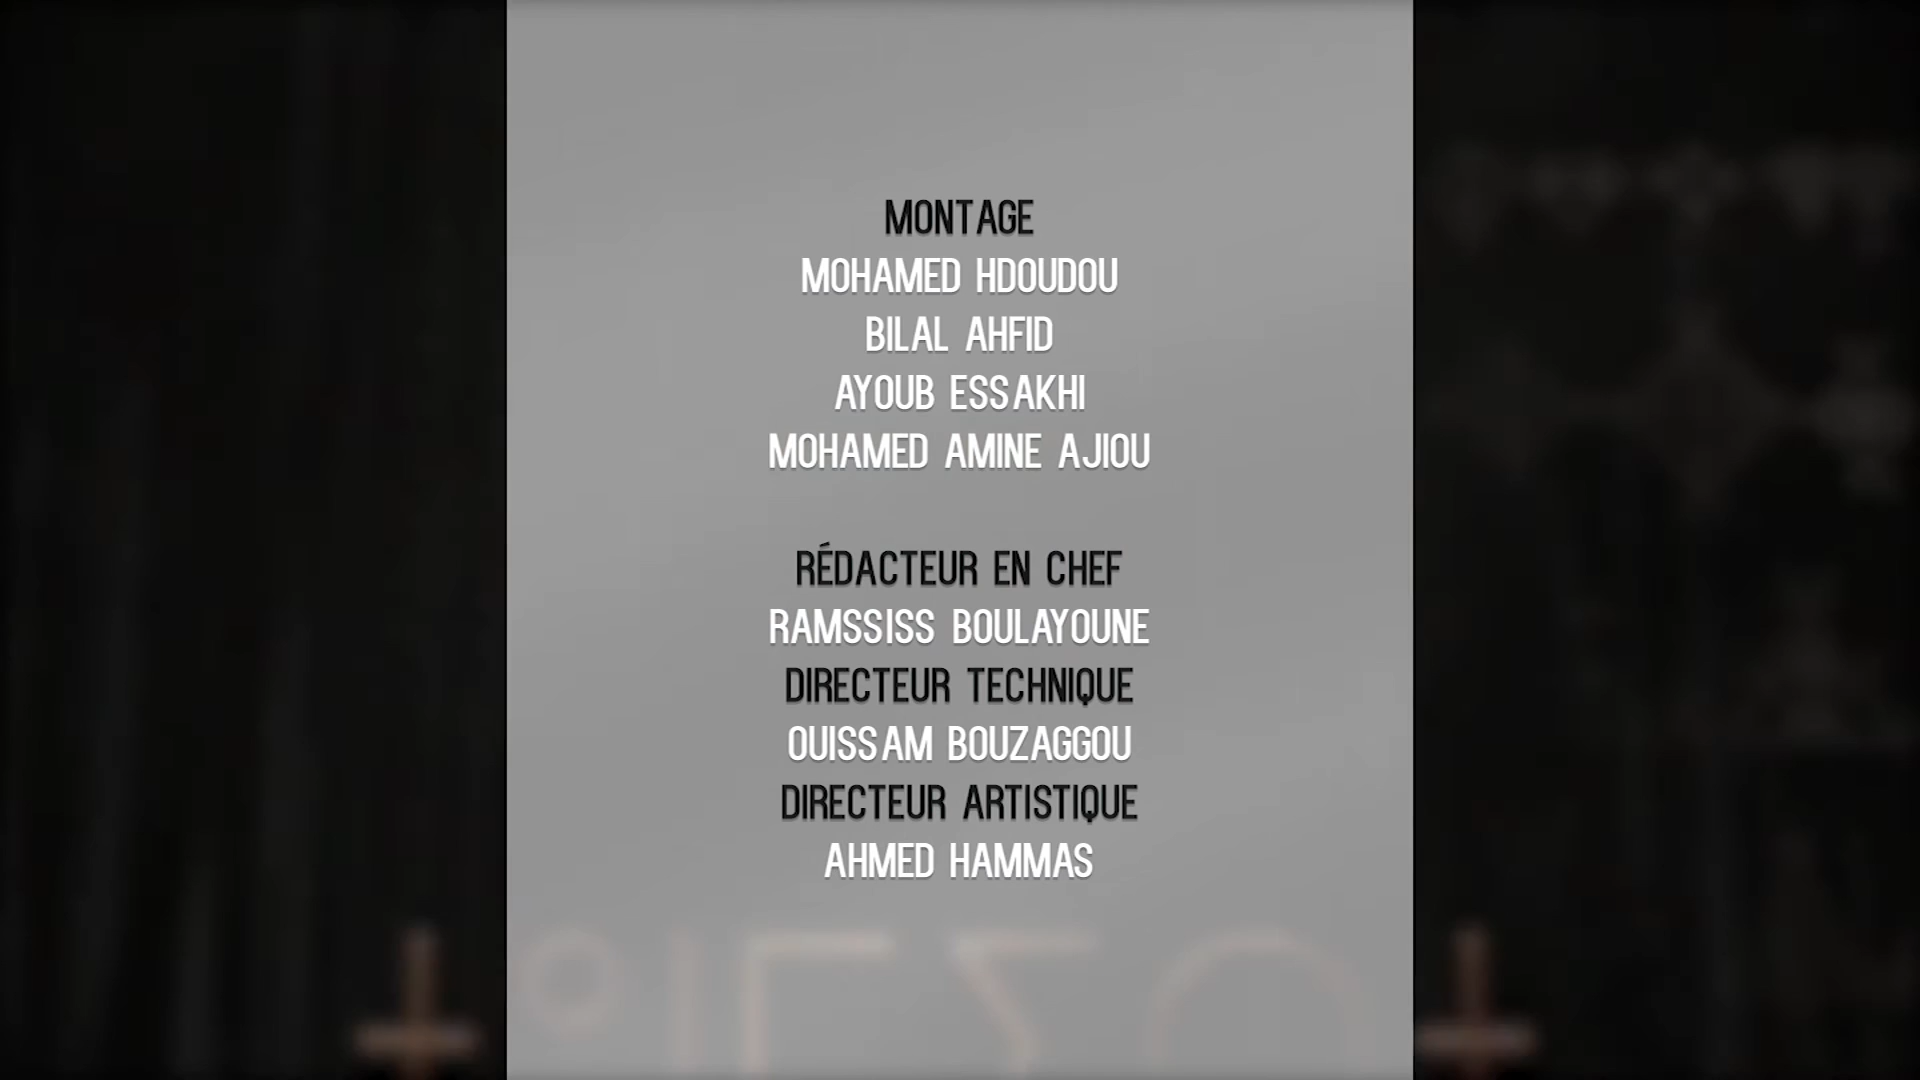 MONTAGE
MOHAMED HDOUDOU
BILAL AHFID
AYOUB ESSAKHI
MOHAMED AMINE AJIOU
RÉDACTEUR EN CHEF
RAMSSISS BOULAYOUNE
DIRECTEUR TECHNIQUE
OUISSAM BOUZAGGOU
DIRECTEUR ARTISTIQUE
AHMED HAMMAS